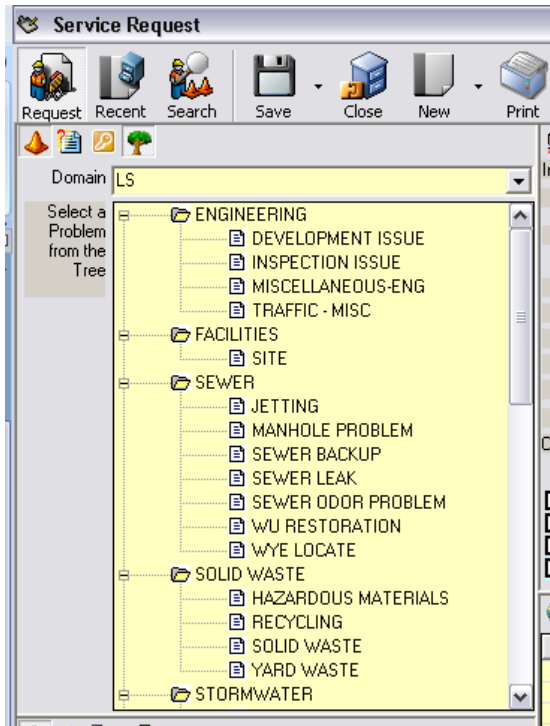 Service Request
Request Recent Search Save Close New Print
Domain LS
Select a
Problem
from the
Tree
ENGINEERING
DEVELOPMENT ISSUE
INSPECTION ISSUE
MISCELLANEOUS-ENG
TRAFFIC - MISC
FACILITIES
SITE
SEWER
JETTING
MANHOLE PROBLEM
SEWER BACKUP
SEWER LEAK
SEWER ODOR PROBLEM
WU RESTORATION
WYE LOCATE
SOLID WASTE
HAZARDOUS MATERIALS
RECYCLING
SOLID WASTE
YARD WASTE
STORMWATER